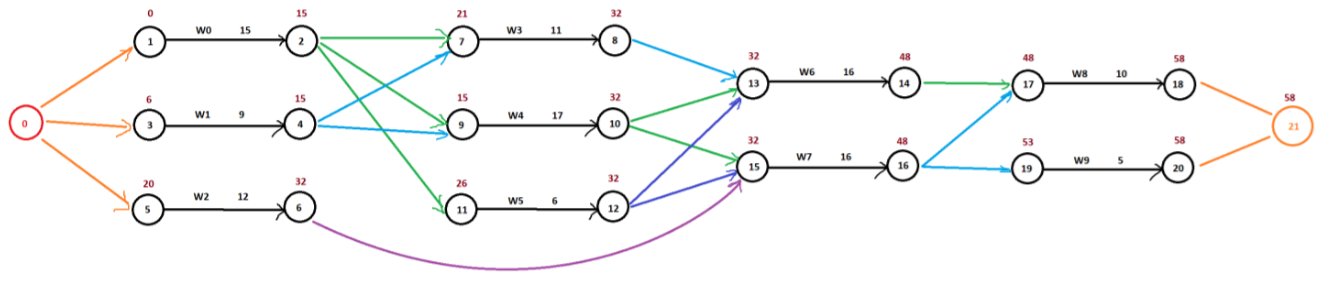 0 15 21 32
1 W0 15 2 7 W3 11 8
32 48 48 58
13 W6 16 14 17 W8 10 18
6 15 15 32 58
0 3 W1 9 4 9 W4 17 10 21
32 48 53 58
15 W7 16 16 19 W9 5 20
20 32 26 32
5 W2 12 6 11 W5 6 12